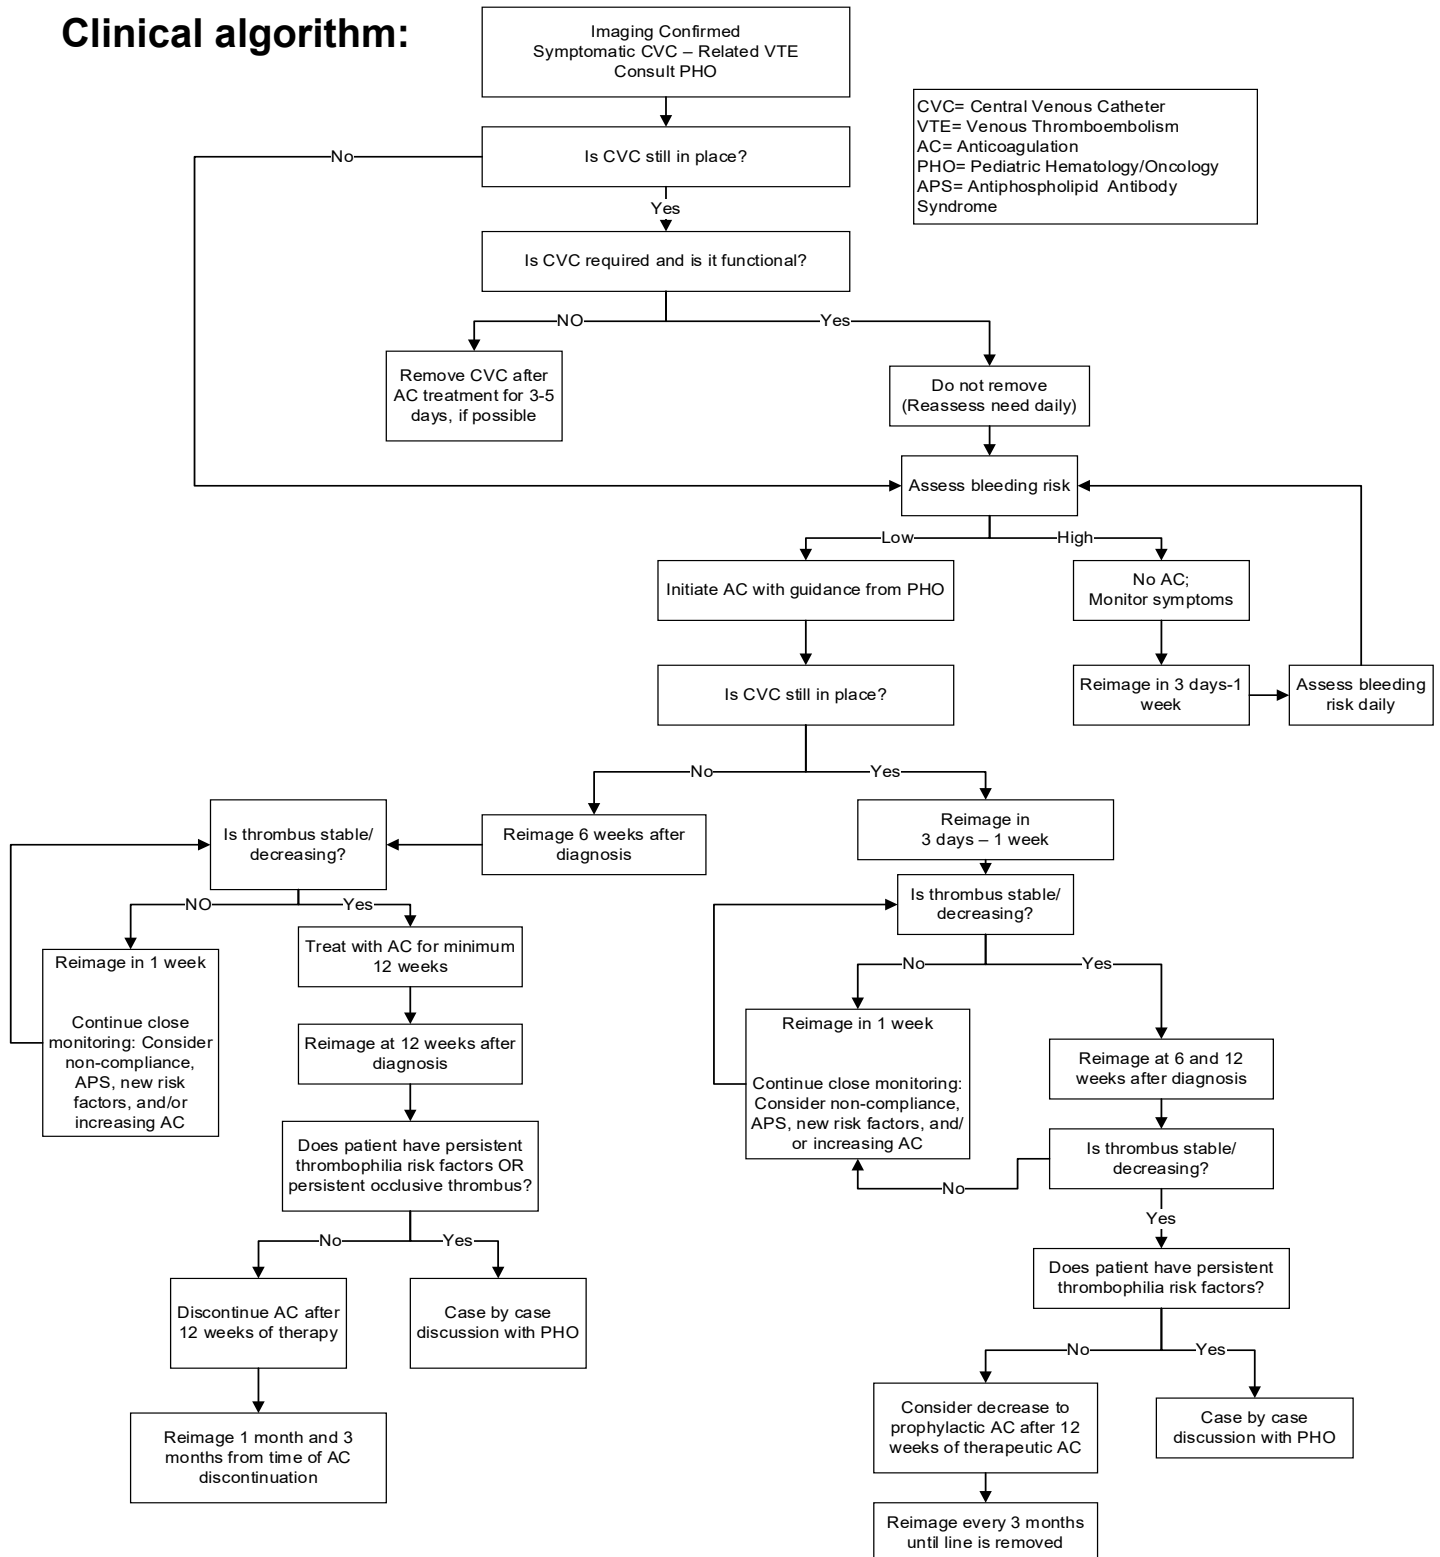 Clinical algorithm:
Imaging Confirmed
Symptomatic CVC – Related VTE
Consult PHO
CVC= Central Venous Catheter
VTE= Venous Thromboembolism
AC= Anticoagulation
PHO= Pediatric Hematology/Oncology
APS= Antiphospholipid Antibody
Syndrome
Is CVC still in place?
No
Yes
Is CVC required and is it functional?
NO
Yes
Remove CVC after
AC treatment for 3-5
days, if possible
Do not remove
(Reassess need daily)
Assess bleeding risk
Low
High
Initiate AC with guidance from PHO
No AC;
Monitor symptoms
Is CVC still in place?
Reimage in 3 days-1
week
Assess bleeding
risk daily
No
Yes
Is thrombus stable/
decreasing?
Reimage 6 weeks after
diagnosis
Reimage in
3 days – 1 week
NO
Yes
Is thrombus stable/
decreasing?
Reimage in 1 week
Continue close
monitoring: Consider
non-compliance,
APS, new risk
factors, and/or
increasing AC
Treat with AC for minimum
12 weeks
No
Yes
Reimage at 12 weeks after
diagnosis
Reimage in 1 week
Continue close monitoring:
Consider non-compliance,
APS, new risk factors, and/
or increasing AC
Reimage at 6 and 12
weeks after diagnosis
Does patient have persistent
thrombophilia risk factors OR
persistent occlusive thrombus?
Is thrombus stable/
decreasing?
No
Yes
No
Yes
Does patient have persistent
thrombophilia risk factors?
Discontinue AC after
12 weeks of therapy
Case by case
discussion with PHO
No
Yes
Reimage 1 month and 3
months from time of AC
discontinuation
Consider decrease to
prophylactic AC after 12
weeks of therapeutic AC
Case by case
discussion with PHO
Reimage every 3 months
until line is removed